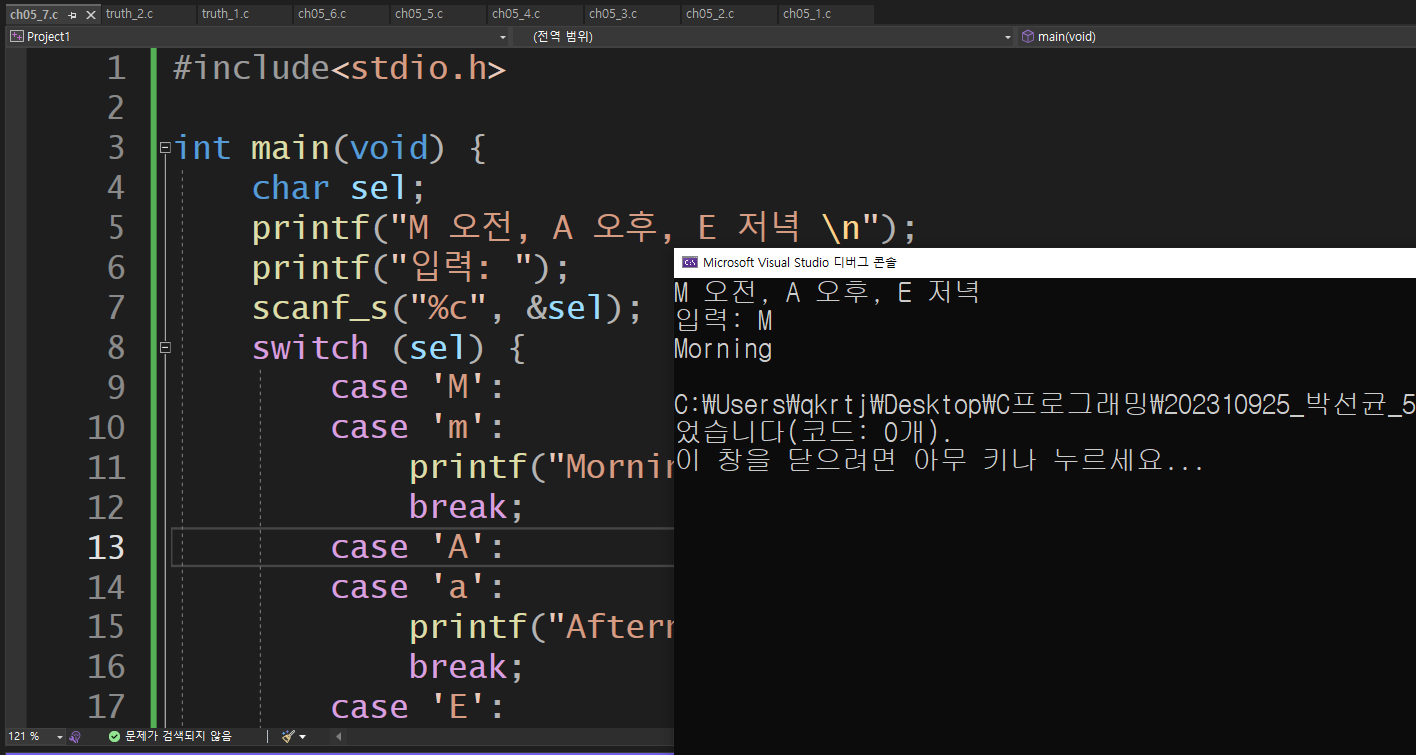 ch05_7.c truth_2.c truth_1.c ch05_6.c ch05_5.c ch05_4.c ch05_3.c ch05_2.c ch05_1.c
Project1 (전역 범위) main(void)
1 #include<stdio.h>
2
3 int main(void) {
4 char sel;
5 printf("M 오전, A 오후, E 저녁 \n");
6 printf("입력: ");
7 scanf_s("%c", &sel);
8 switch (sel) {
9 case 'M':
10 case 'm':
11 printf("Mornin
12 break;
13 case 'A':
14 case 'a':
15 printf("Aftern
16 break;
17 case 'E':
121 % 문제가 검색되지 않음
Microsoft Visual Studio 디버그 콘솔
M 오전, A 오후, E 저녁
입력: M
Morning
C:₩Users₩qkrtj₩Desktop₩C프로그래밍₩202310925_박선균_5
었습니다(코드: 0개).
이 창을 닫으려면 아무 키나 누르세요...